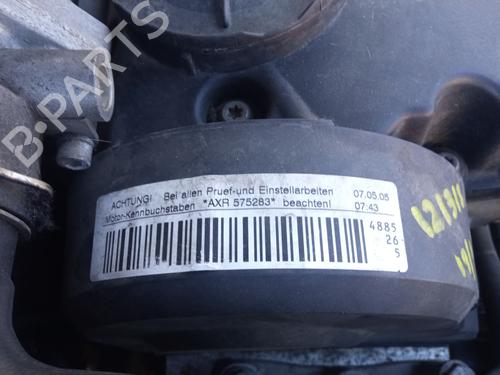 ACHTUNG! Bei allen Pruef-und Einstellarbeiten 07.05.05
Motor-Kennbuchstaben *AXR 575283* beachten! 07:43
4885
26-
5
B-PARTS